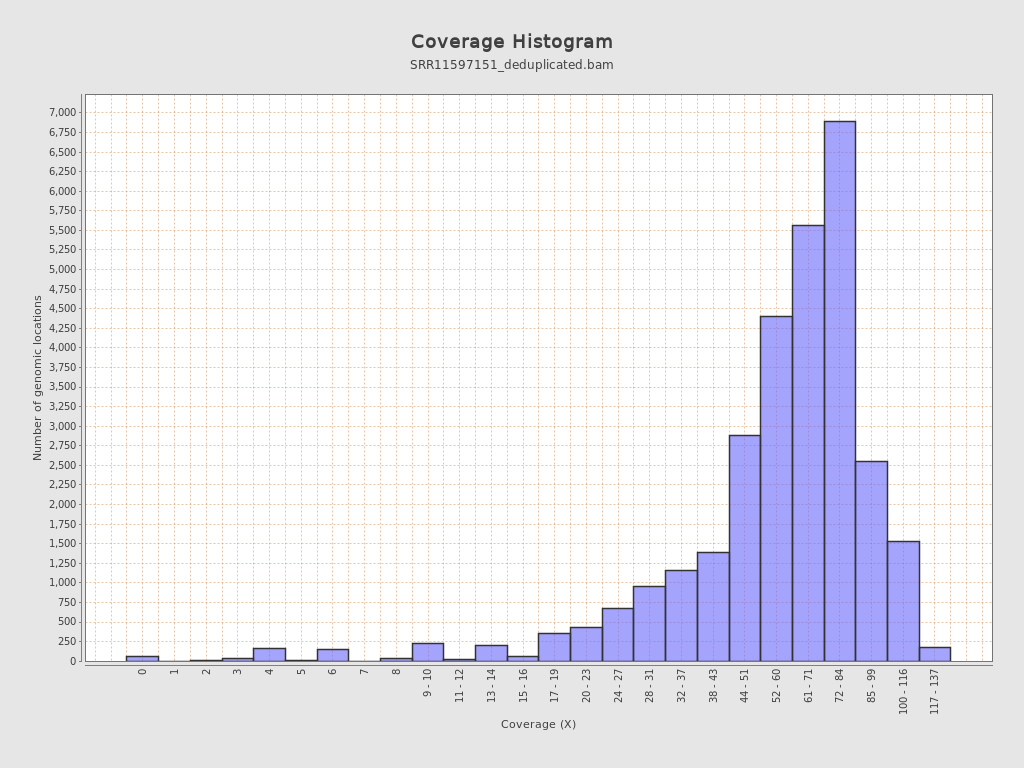 Coverage Histogram
SRR11597151_deduplicated.bam
Number of genomic locations
7,000
6,750
6,500
6,250
6,000
5,750
5,500
5,250
5,000
4,750
4,500
4,250
4,000
3,750
3,500
3,250
3,000
2,750
2,500
2,250
2,000
1,750
1,500
1,250
1,000
750
500
250
0
0
1
2
3
4
5
6
7
8
9 - 10
11 - 12
13 - 14
15 - 16
17 - 19
20 - 23
24 - 27
28 - 31
32 - 37
38 - 43
44 - 51
52 - 60
61 - 71
72 - 84
85 - 99
100 - 116
117 - 137
Coverage (X)